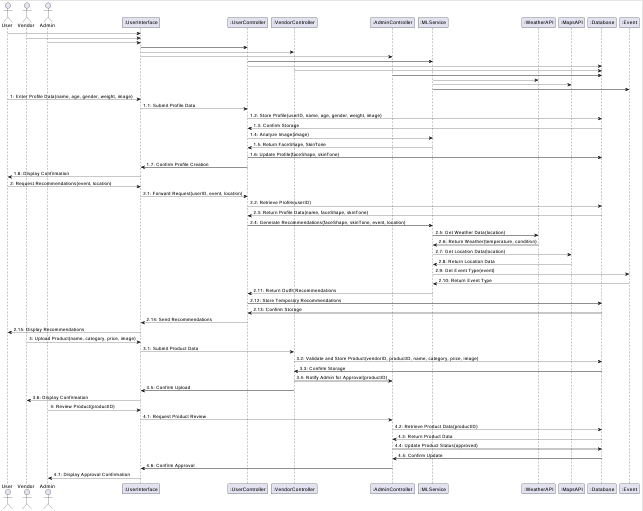 User Vendor Admin :UserInterface :UserController :VendorController :AdminController :MLService :WeatherAPI :MapsAPI :Database :Event
1: Enter Profile Data(name, age, gender, weight, image)
1.1: Submit Profile Data
1.2: Store Profile(userID, name, age, gender, weight, image)
1.3: Confirm Storage
1.4: Analyze Image(image)
1.5: Return FaceShape, SkinTone
1.6: Update Profile(faceShape, skinTone)
1.7: Confirm Profile Creation
1.8: Display Confirmation
2: Request Recommendations(event, location)
2.1: Forward Request(userID, event, location)
2.2: Retrieve Profile(userID)
2.3: Return Profile Data(name, faceShape, skinTone)
2.4: Generate Recommendations(faceShape, skinTone, event, location)
2.5: Get Weather Data(location)
2.6: Return Weather(temperature, condition)
2.7: Get Location Data(location)
2.8: Return Location Data
2.9: Get Event Type(event)
2.10: Return Event Type
2.11: Return Outfit Recommendations
2.12: Store Temporary Recommendations
2.13: Confirm Storage
2.14: Send Recommendations
2.15: Display Recommendations
3: Upload Product(name, category, price, image)
3.1: Submit Product Data
3.2: Validate and Store Product(vendorID, productID, name, category, price, image)
3.3: Confirm Storage
3.4: Notify Admin for Approval(productID)
3.5: Confirm Upload
3.6: Display Confirmation
4: Review Product(productID)
4.1: Request Product Review
4.2: Retrieve Product Data(productID)
4.3: Return Product Data
4.4: Update Product Status(approved)
4.5: Confirm Update
4.6: Confirm Approval
4.7: Display Approval Confirmation
User Vendor Admin :UserInterface :UserController :VendorController :AdminController :MLService :WeatherAPI :MapsAPI :Database :Event